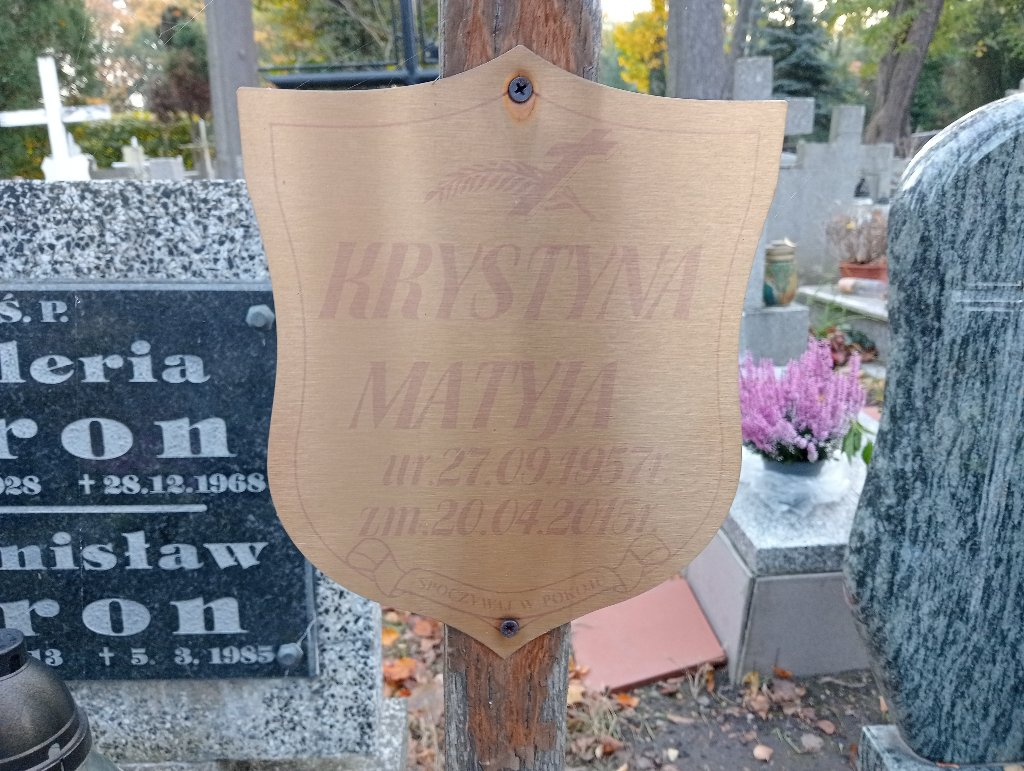 KRYSTYNA
MATYJA
ur.27.09.1957r.
zm.20.04.2015r.
SPOCZYWAJ W POKOJU
Ś.P.
leria
ron
928 +28.12.1968
nisław
ron
13 + 5. 3. 1985